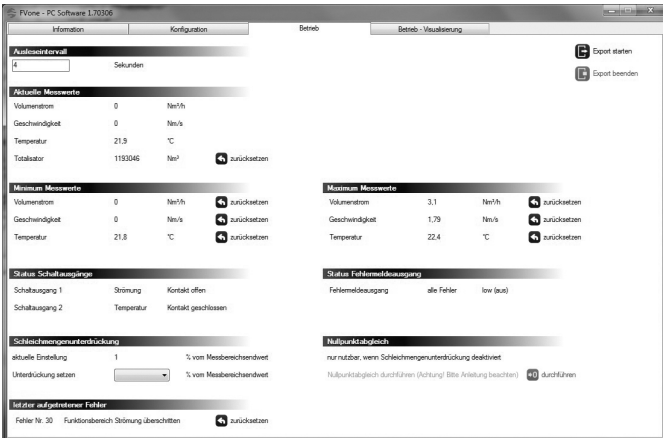 FVone - PC Software 1.70306
Information Konfiguration Betrieb Betrieb - Visualisierung
Ausleseintervall
4 Sekunden
Export starten
Export beenden
Aktuelle Messwerte
Volumenstrom 0 Nm³/h
Geschwindigkeit 0 Nm/s
Temperatur 21,9 °C
Totalisator 1193046 Nm³ zurücksetzen
Minimum Messwerte
Volumenstrom 0 Nm³/h zurücksetzen
Geschwindigkeit 0 Nm/s zurücksetzen
Temperatur 21,8 °C zurücksetzen
Maximum Messwerte
Volumenstrom 3,1 Nm³/h zurücksetzen
Geschwindigkeit 1,79 Nm/s zurücksetzen
Temperatur 22,4 °C zurücksetzen
Status Schaltausgänge
Schaltausgang 1 Strömung Kontakt offen
Schaltausgang 2 Temperatur Kontakt geschlossen
Status Fehlermeldeausgang
Fehlermeldeausgang alle Fehler low (aus)
Schleichmengenunterdrückung
aktuelle Einstellung 1 % vom Messbereichsendwert
Unterdrückung setzen % vom Messbereichsendwert
Nullpunktabgleich
nur nutzbar, wenn Schleichmengenunterdrückung deaktiviert
Nullpunktabgleich durchführen (Achtung! Bitte Anleitung beachten) →0 durchführen
letzter aufgetretener Fehler
Fehler Nr. 30 Funktionsbereich Strömung überschritten zurücksetzen